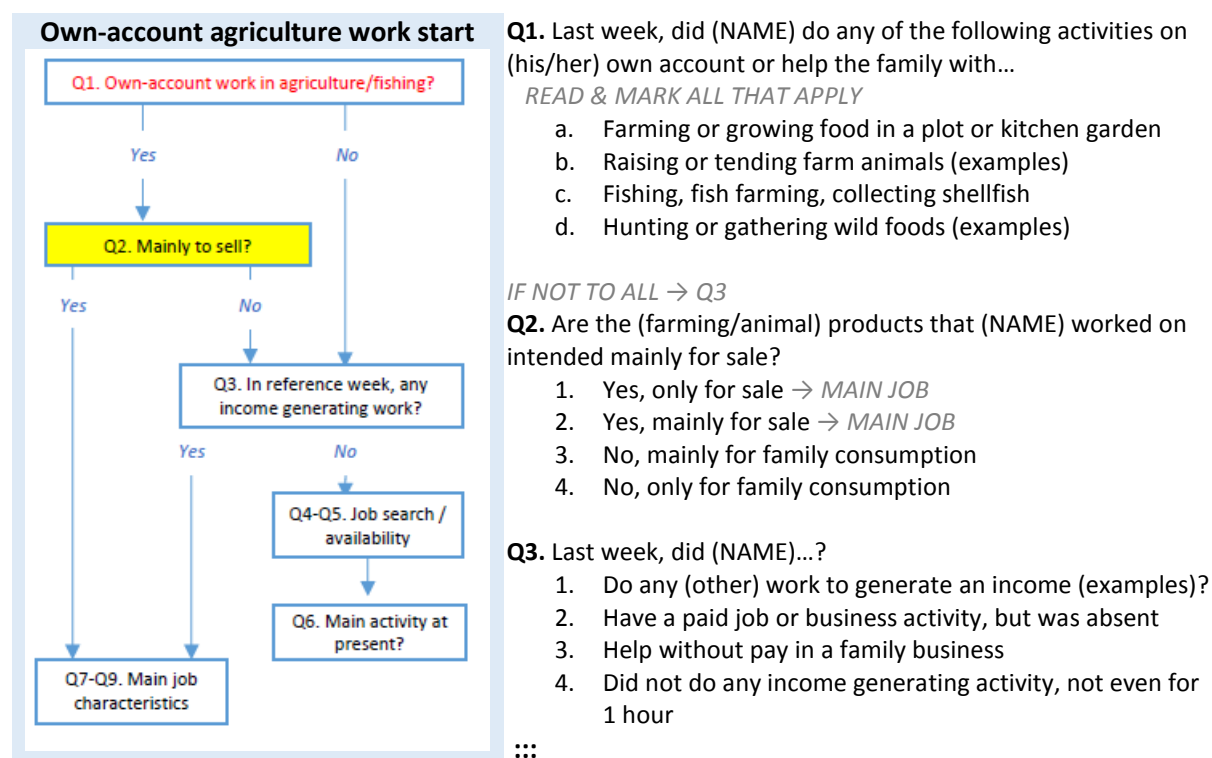 Own-account agriculture work start
Q1. Own-account work in agriculture/fishing?
Yes
No
Q2. Mainly to sell?
Yes
No
Q3. In reference week, any
income generating work?
Yes
No
Q4-Q5. Job search /
availability
Q6. Main activity at
present?
Q7-Q9. Main job
characteristics
Q1. Last week, did (NAME) do any of the following activities on
(his/her) own account or help the family with…
READ & MARK ALL THAT APPLY
a. Farming or growing food in a plot or kitchen garden
b. Raising or tending farm animals (examples)
c. Fishing, fish farming, collecting shellfish
d. Hunting or gathering wild foods (examples)
IF NOT TO ALL → Q3
Q2. Are the (farming/animal) products that (NAME) worked on
intended mainly for sale?
1. Yes, only for sale → MAIN JOB
2. Yes, mainly for sale → MAIN JOB
3. No, mainly for family consumption
4. No, only for family consumption
Q3. Last week, did (NAME)…?
1. Do any (other) work to generate an income (examples)?
2. Have a paid job or business activity, but was absent
3. Help without pay in a family business
4. Did not do any income generating activity, not even for
1 hour
:::